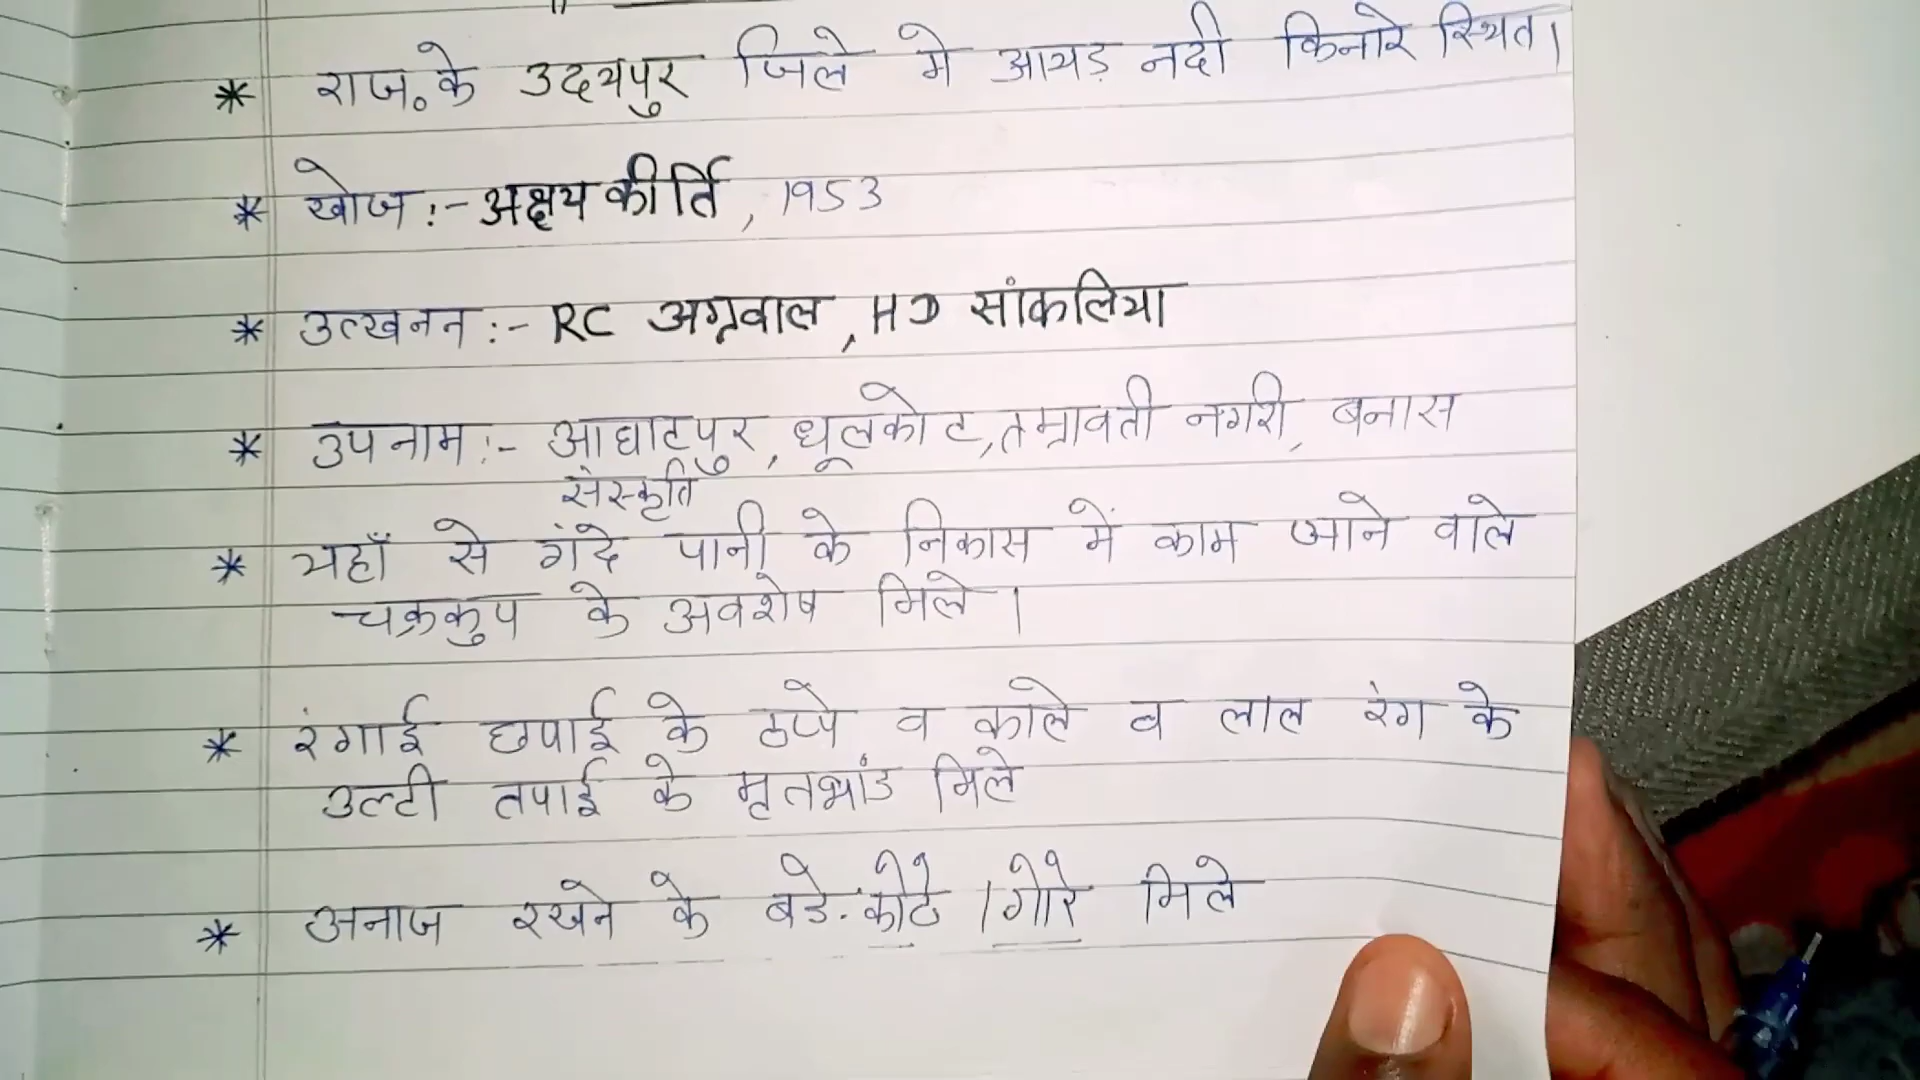 * राज॰ के उदयपुर जिले मे आयड़ नदी किनारे स्थित।
* खोज :- अक्षय कीर्ति, 1953
* उत्खनन :- RC अग्रवाल, HD सांकलिया
* उपनाम :- आघाटपुर, धूलकोट, तम्रावती नगरी, बनास
संस्कृति
* यहाँ से गंदे पानी के निकास में काम आने वाले
चक्रकुप के अवशेष मिले।
* रंगाई छपाई के ठप्पे व काले व लाल रंग के
उल्टी तपाई के मृतभांड मिले
* अनाज रखने के बडे. कोठे / गोरे मिले